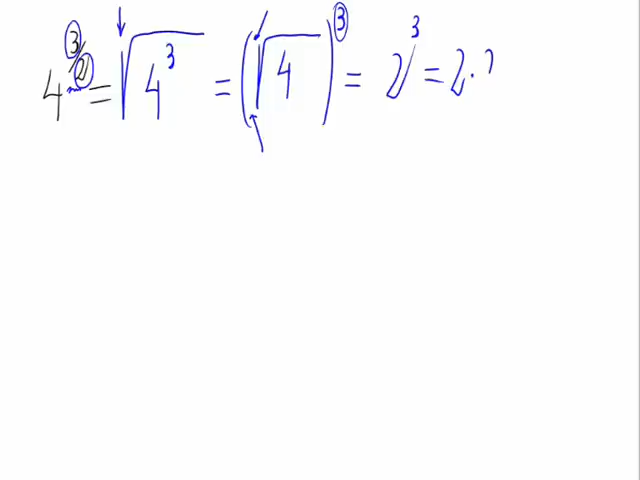 4^{3/2} = √4^3 = (√4)^3 = 2^3 = 2·2